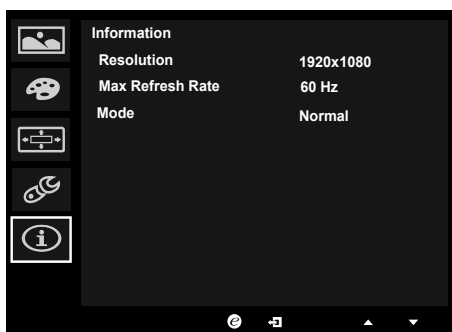 Information
Resolution 1920x1080
Max Refresh Rate 60 Hz
Mode Normal